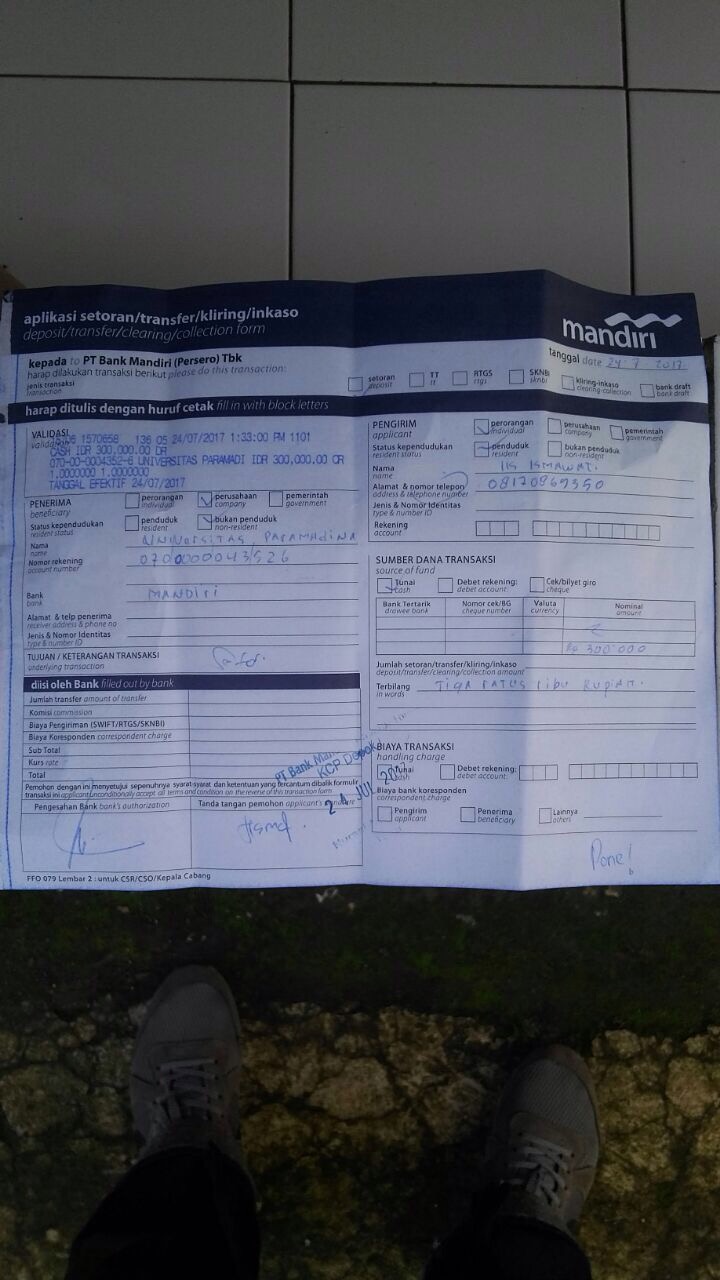 aplikasi setoran/transfer/kliring/inkaso
deposit/transfer/clearing/collection form
mandiri
kepada to PT Bank Mandiri (Persero) Tbk
harap dilakukan transaksi berikut please do this transaction:
tanggal date 24-7-2017
jenis transaksi
transaction
setoran
deposit
TT
tt
RTGS
rtgs
SKNBI
sknbi
kliring-inkaso
clearing-collection
bank draft
bank draft
harap ditulis dengan huruf cetak fill in with block letters
VALIDASI
1570658 136 05 24/07/2017 1:33:00 PM 1101
CASH IDR 300,000.00 DR
070-00-0004352-6 UNIVERSITAS PARAMADI IDR 300,000.00 CR
1.0000000 1.0000000
TANGGAL EFEKTIF 24/07/2017
PENERIMA
beneficiary
perorangan
individual
perusahaan
company
pemerintah
government
Status kependudukan
resident status
penduduk
resident
bukan penduduk
non-resident
Nama
name
UNIVERSITAS PARAMADINA
Nomor rekening
account number
0700000043526
Bank
bank
MANDIRI
Alamat & telp penerima
receiver address & phone no
Jenis & Nomor Identitas
type & number ID
TUJUAN / KETERANGAN TRANSAKSI
underlying transaction
diisi oleh Bank filled out by bank
Jumlah transfer amount of transfer
Komisi commission
Biaya Pengiriman (SWIFT/RTGS/SKNBI)
Biaya Koresponden correspondent charge
Sub Total
Kurs rate
Total
Pemohon dengan ini menyetujui sepenuhnya syarat-syarat dan ketentuan yang tercantum dibalik formulir
transaksi ini applicant unconditionally accept all terms and condition on the reverse of this transaction form
Pengesahan Bank bank's authorization
Tanda tangan pemohon applicant's
PT Bank
KCP Depok
24 JUL 20
FFO 079 Lembar 2 : untuk CSR/CSO/Kepala Cabang
PENGIRIM
applicant
perorangan
individual
perusahaan
company
pemerintah
government
Status kependudukan
resident status
penduduk
resident
bukan penduduk
non-resident
Nama
name
IIS ISMAWATI
Alamat & nomor telepon
address & telephone number
08170967350
Jenis & Nomor Identitas
type & number ID
Rekening
account
SUMBER DANA TRANSAKSI
source of fund
Tunai
cash
Debet rekening:
debet account:
Cek/bilyet giro
cheque
Bank Tertarik
drawee bank
Nomor cek/BG
cheque number
Valuta
currency
Nominal
amount
Rp 300.000
Jumlah setoran/transfer/kliring/inkaso
deposit/transfer/clearing/collection amount
Terbilang
in words
TIGA RATUS ribu RUPIAH.
BIAYA TRANSAKSI
handling charge
Tunai
cash
Debet rekening:
debet account:
Biaya bank koresponden
correspondent charge
Pengirim
applicant
Penerima
beneficiary
Lainnya
others
Done!